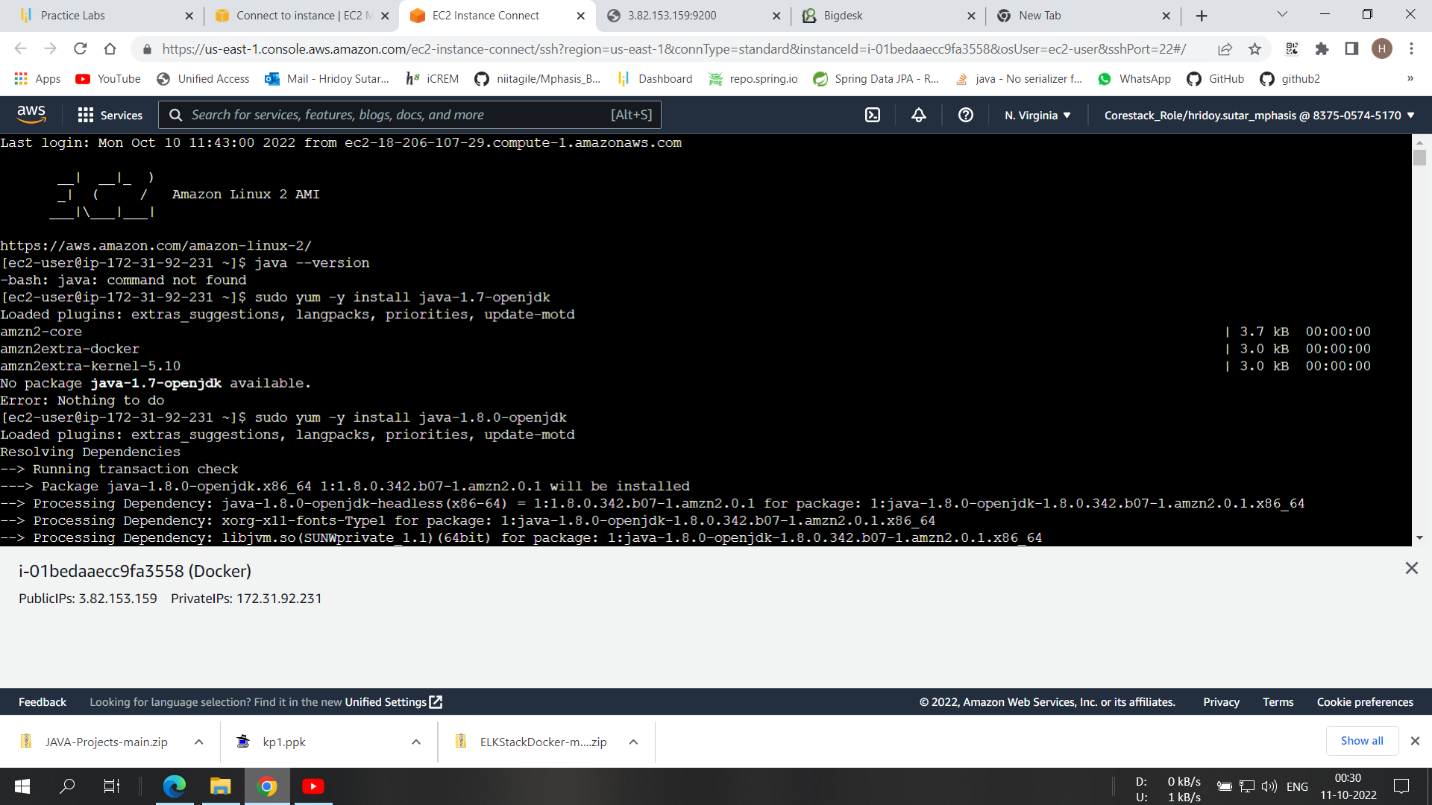 Practice Labs
Connect to instance | EC2 M
EC2 Instance Connect
3.82.153.159:9200
Bigdesk
New Tab
https://us-east-1.console.aws.amazon.com/ec2-instance-connect/ssh?region=us-east-1&connType=standard&instanceId=i-01bedaaecc9fa3558&osUser=ec2-user&sshPort=22#/
H
Apps
YouTube
Unified Access
Mail - Hridoy Sutar...
h8 iCREM
niitagile/Mphasis_B...
Dashboard
repo.spring.io
Spring Data JPA - R...
java - No serializer f...
WhatsApp
GitHub
github2
»
aws
Services
Search for services, features, blogs, docs, and more
[Alt+S]
N. Virginia
Corestack_Role/hridoy.sutar_mphasis @ 8375-0574-5170
Last login: Mon Oct 10 11:43:00 2022 from ec2-18-206-107-29.compute-1.amazonaws.com
__|  __|_  )
_|  (     /   Amazon Linux 2 AMI
___|\___|___|
https://aws.amazon.com/amazon-linux-2/
[ec2-user@ip-172-31-92-231 ~]$ java --version
-bash: java: command not found
[ec2-user@ip-172-31-92-231 ~]$ sudo yum -y install java-1.7-openjdk
Loaded plugins: extras_suggestions, langpacks, priorities, update-motd
amzn2-core | 3.7 kB 00:00:00
amzn2extra-docker | 3.0 kB 00:00:00
amzn2extra-kernel-5.10 | 3.0 kB 00:00:00
No package java-1.7-openjdk available.
Error: Nothing to do
[ec2-user@ip-172-31-92-231 ~]$ sudo yum -y install java-1.8.0-openjdk
Loaded plugins: extras_suggestions, langpacks, priorities, update-motd
Resolving Dependencies
--> Running transaction check
---> Package java-1.8.0-openjdk.x86_64 1:1.8.0.342.b07-1.amzn2.0.1 will be installed
--> Processing Dependency: java-1.8.0-openjdk-headless(x86-64) = 1:1.8.0.342.b07-1.amzn2.0.1 for package: 1:java-1.8.0-openjdk-1.8.0.342.b07-1.amzn2.0.1.x86_64
--> Processing Dependency: xorg-x11-fonts-Type1 for package: 1:java-1.8.0-openjdk-1.8.0.342.b07-1.amzn2.0.1.x86_64
--> Processing Dependency: libjvm.so(SUNWprivate_1.1)(64bit) for package: 1:java-1.8.0-openjdk-1.8.0.342.b07-1.amzn2.0.1.x86_64
i-01bedaaecc9fa3558 (Docker)
PublicIPs: 3.82.153.159 PrivateIPs: 172.31.92.231
Feedback
Looking for language selection? Find it in the new Unified Settings
© 2022, Amazon Web Services, Inc. or its affiliates.
Privacy
Terms
Cookie preferences
JAVA-Projects-main.zip
kp1.ppk
ELKStackDocker-m....zip
Show all
D: 0 kB/s
U: 1 kB/s
ENG
00:30
11-10-2022